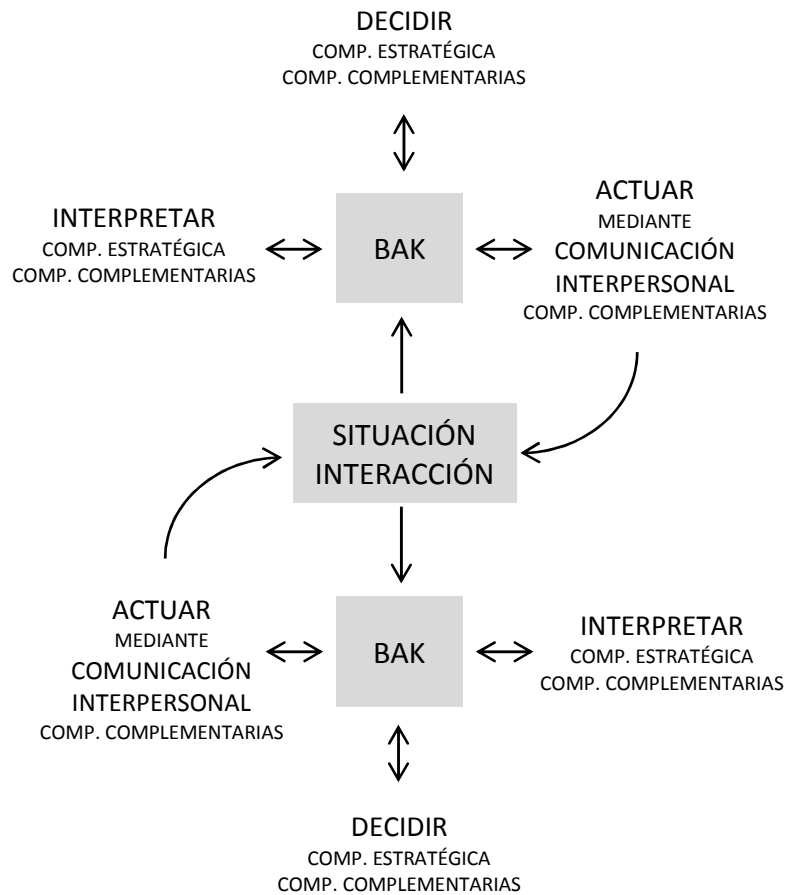 DECIDIR
COMP. ESTRATÉGICA
COMP. COMPLEMENTARIAS
INTERPRETAR
COMP. ESTRATÉGICA
COMP. COMPLEMENTARIAS
BAK
ACTUAR
MEDIANTE
COMUNICACIÓN
INTERPERSONAL
COMP. COMPLEMENTARIAS
SITUACIÓN
INTERACCIÓN
ACTUAR
MEDIANTE
COMUNICACIÓN
INTERPERSONAL
COMP. COMPLEMENTARIAS
BAK
INTERPRETAR
COMP. ESTRATÉGICA
COMP. COMPLEMENTARIAS
DECIDIR
COMP. ESTRATÉGICA
COMP. COMPLEMENTARIAS